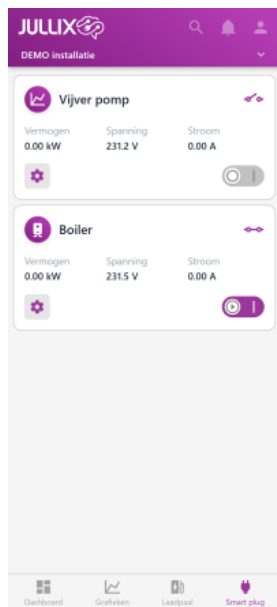 JULLIX
DEMO installatie
Vijver pomp
Vermogen Spanning Stroom
0.00 kW 231.2 V 0.00 A
Boiler
Vermogen Spanning Stroom
0.00 kW 231.5 V 0.00 A
Dashboard Grafieken Laadpaal Smart plug